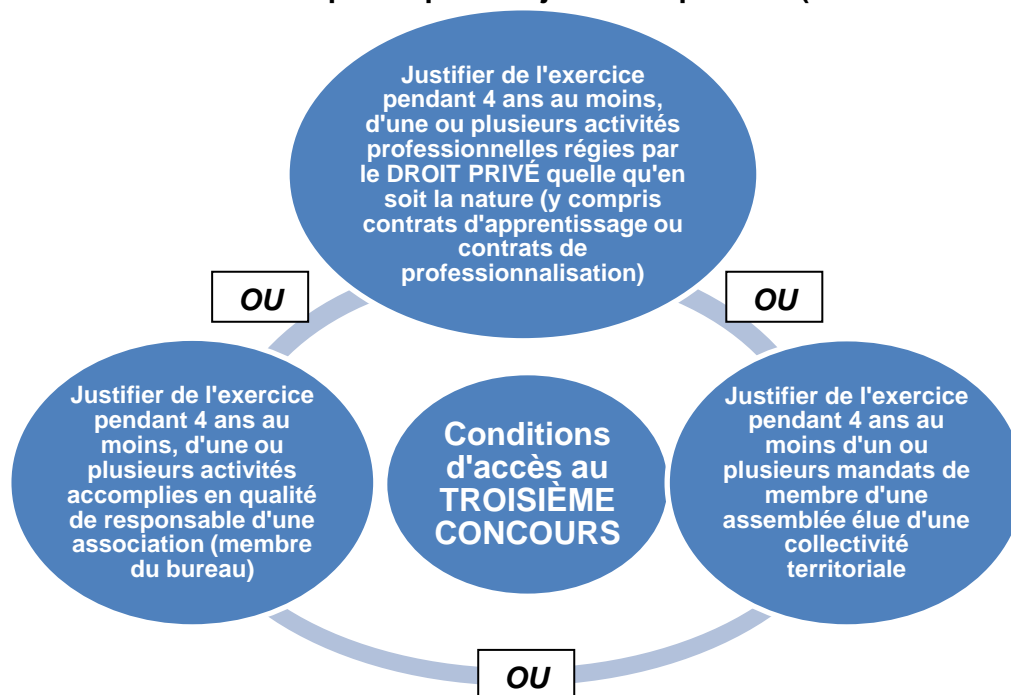 Justifier de l'exercice
pendant 4 ans au moins,
d'une ou plusieurs activités
professionnelles régies par
le DROIT PRIVÉ quelle qu'en
soit la nature (y compris
contrats d'apprentissage ou
contrats de
professionnalisation)
OU
OU
Justifier de l'exercice
pendant 4 ans au
moins, d'une ou
plusieurs activités
accomplies en qualité
de responsable d'une
association (membre
du bureau)
Conditions
d'accès au
TROISIÈME
CONCOURS
Justifier de l'exercice
pendant 4 ans au
moins d'un ou
plusieurs mandats de
membre d'une
assemblée élue d'une
collectivité
territoriale
OU